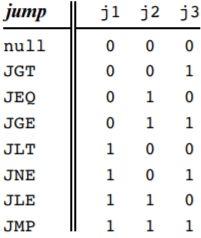 jump j1 j2 j3
null 0 0 0
JGT 0 0 1
JEQ 0 1 0
JGE 0 1 1
JLT 1 0 0
JNE 1 0 1
JLE 1 1 0
JMP 1 1 1